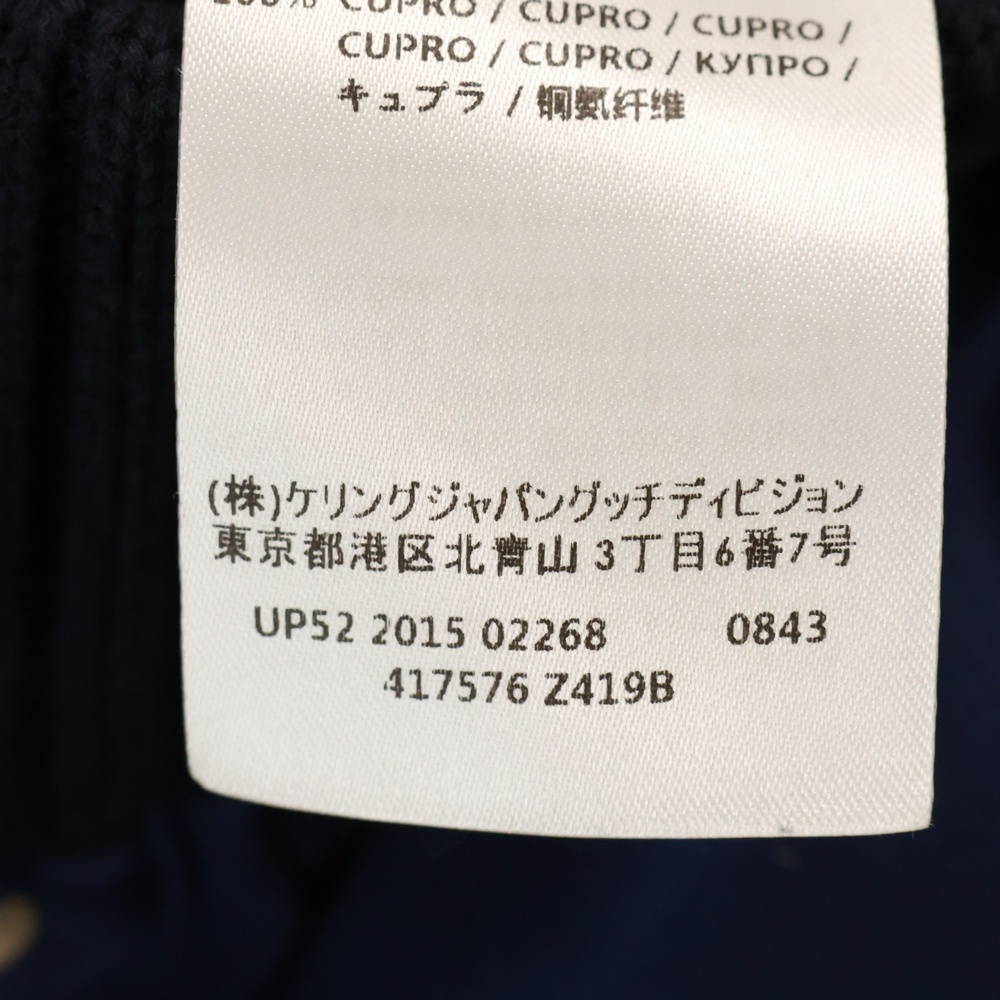 100% CUPRO / CUPRO / CUPRO /
CUPRO / CUPRO / КУПРО /
キュプラ / 铜氨纤维
(株)ケリングジャパングッチディビジョン
東京都港区北青山3丁目6番7号
UP52 2015 02268 0843
417576 Z419B